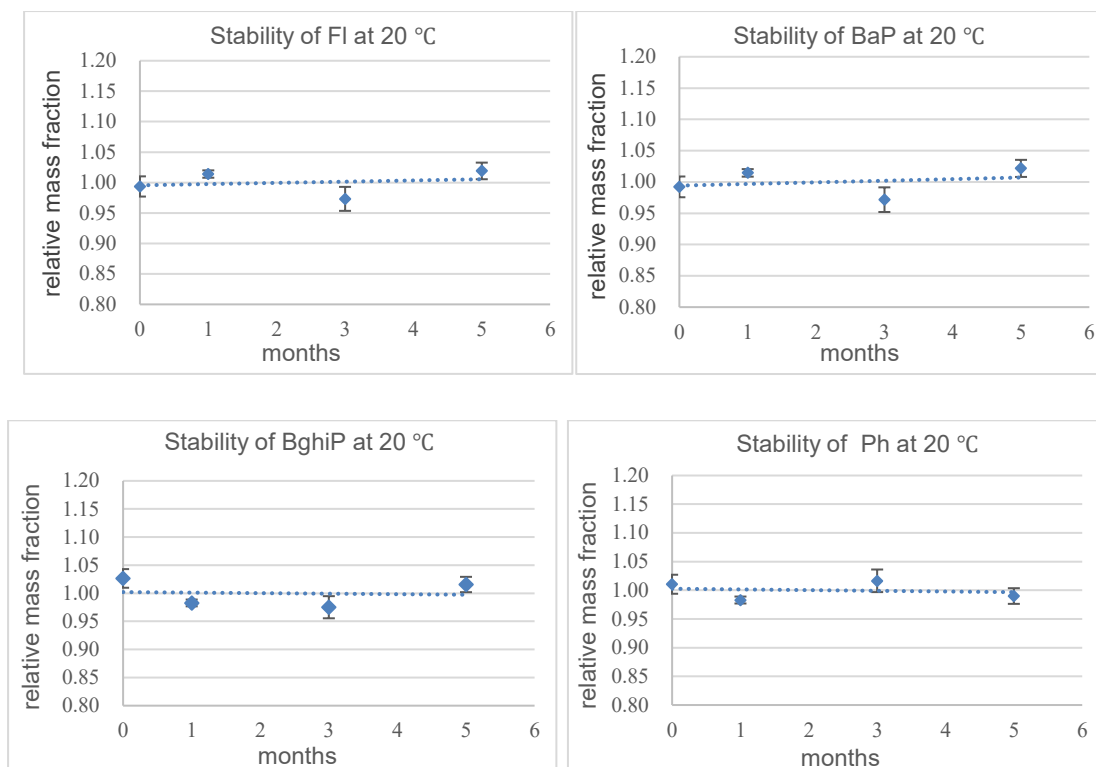 Stability of Fl at 20 ℃
relative mass fraction
1.20
1.15
1.10
1.05
1.00
0.95
0.90
0.85
0.80
0 1 2 3 4 5 6
months
Stability of BaP at 20 ℃
relative mass fraction
1.20
1.15
1.10
1.05
1.00
0.95
0.90
0.85
0.80
0 1 2 3 4 5 6
months
Stability of BghiP at 20 ℃
relative mass fraction
1.20
1.15
1.10
1.05
1.00
0.95
0.90
0.85
0.80
0 1 2 3 4 5 6
months
Stability of Ph at 20 ℃
relative mass fraction
1.20
1.15
1.10
1.05
1.00
0.95
0.90
0.85
0.80
0 1 2 3 4 5 6
months